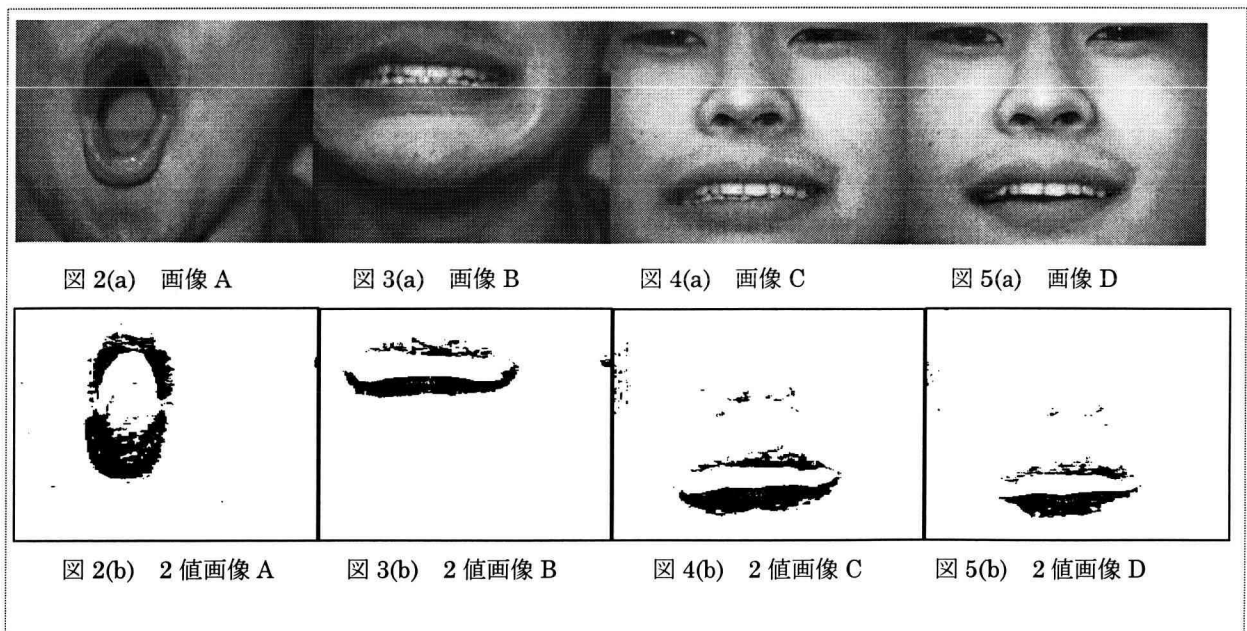 図 2(a) 画像 A
図 3(a) 画像 B
図 4(a) 画像 C
図 5(a) 画像 D
図 2(b) 2 値画像 A
図 3(b) 2 値画像 B
図 4(b) 2 値画像 C
図 5(b) 2 値画像 D